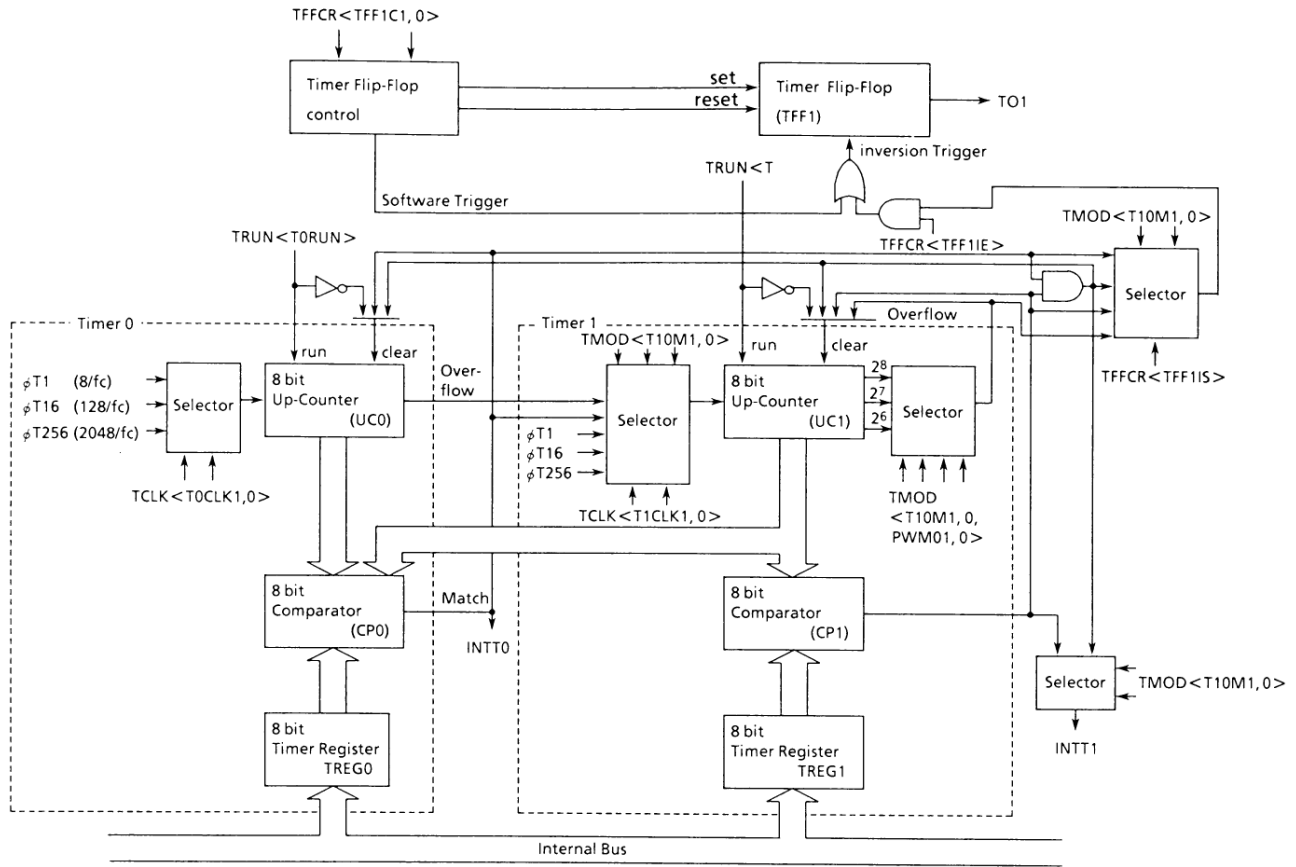 TFFCR<TFF1C1,0>
Timer Flip-Flop
control
set
reset
Timer Flip-Flop
(TFF1)
TO1
inversion Trigger
TRUN<T
Software Trigger
TMOD<T10M1,0>
TFFCR<TFF1IE>
TRUN<T0RUN>
Selector
Overflow
Timer 0
Timer 1
TMOD<T10M1,0>
run
clear
run
clear
TFFCR<TFF1IS>
φT1 (8/fc)
φT16 (128/fc)
φT256 (2048/fc)
Selector
8 bit
Up-Counter
(UC0)
Over-
flow
Selector
φT1
φT16
φT256
8 bit
Up-Counter
(UC1)
2⁸
27
2⁶
Selector
TCLK<T0CLK1,0>
TCLK<T1CLK1,0>
TMOD
<T10M1,0,
PWM01,0>
8 bit
Comparator
(CP0)
Match
INTT0
8 bit
Comparator
(CP1)
Selector
TMOD<T10M1,0>
INTT1
8 bit
Timer Register
TREG0
8 bit
Timer Register
TREG1
Internal Bus